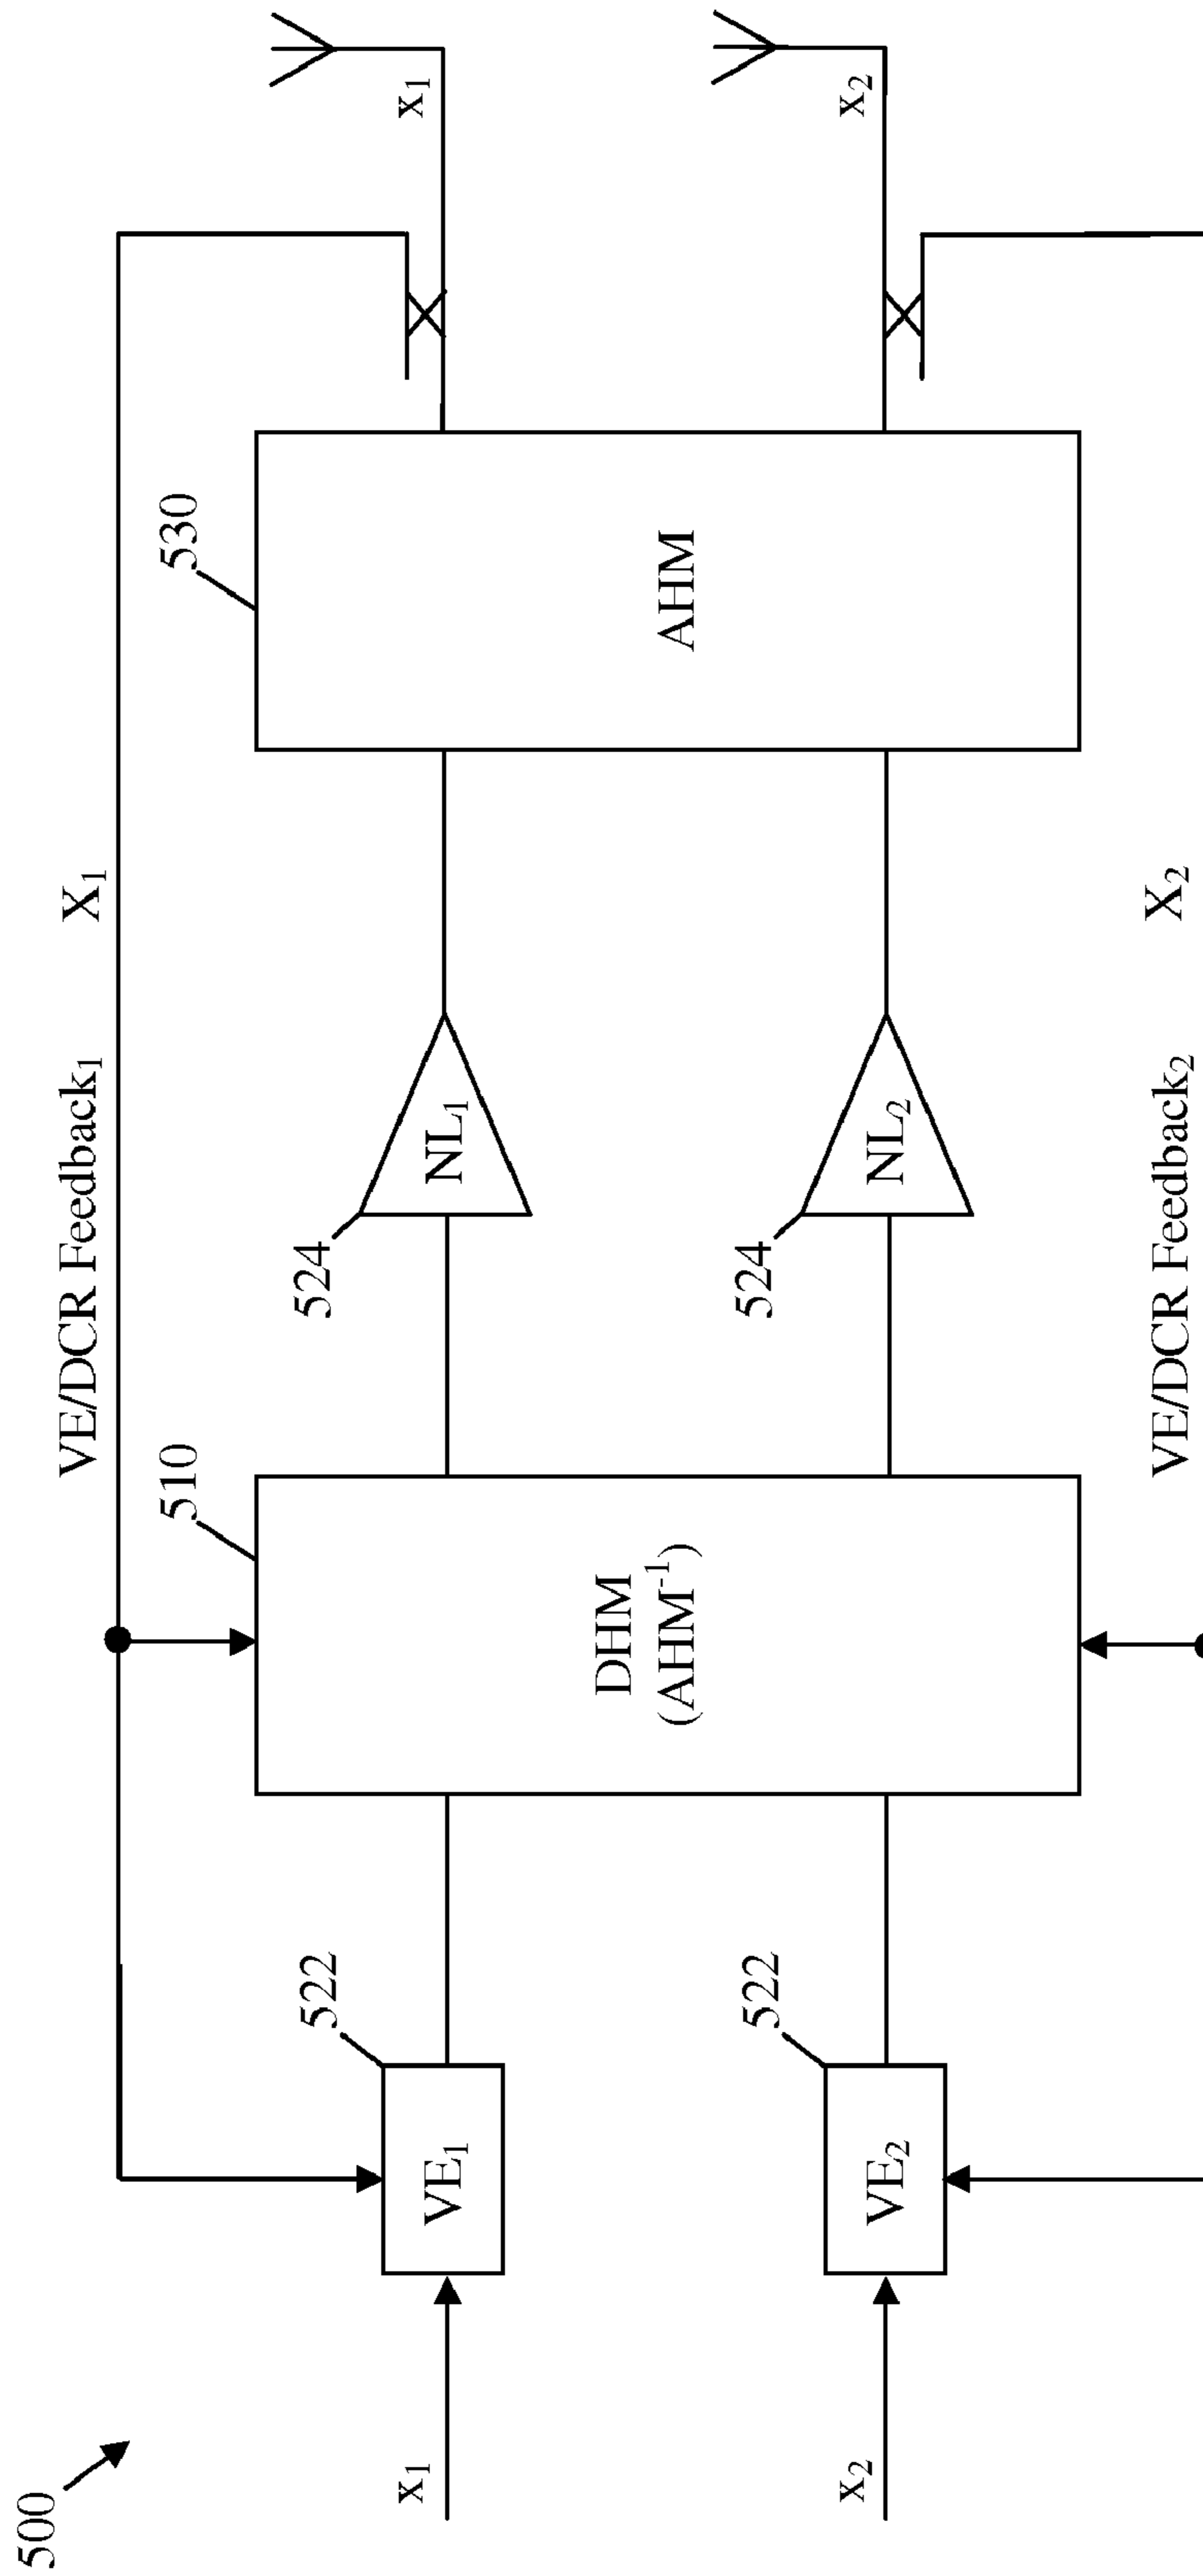 500
VE/DCR Feedback₁ X₁
510
530
522
524
x₁
VE₁
NL₁
x₁
DHM
(AHM⁻¹)
AHM
522
524
x₂
VE₂
NL₂
x₂
VE/DCR Feedback₂ X₂